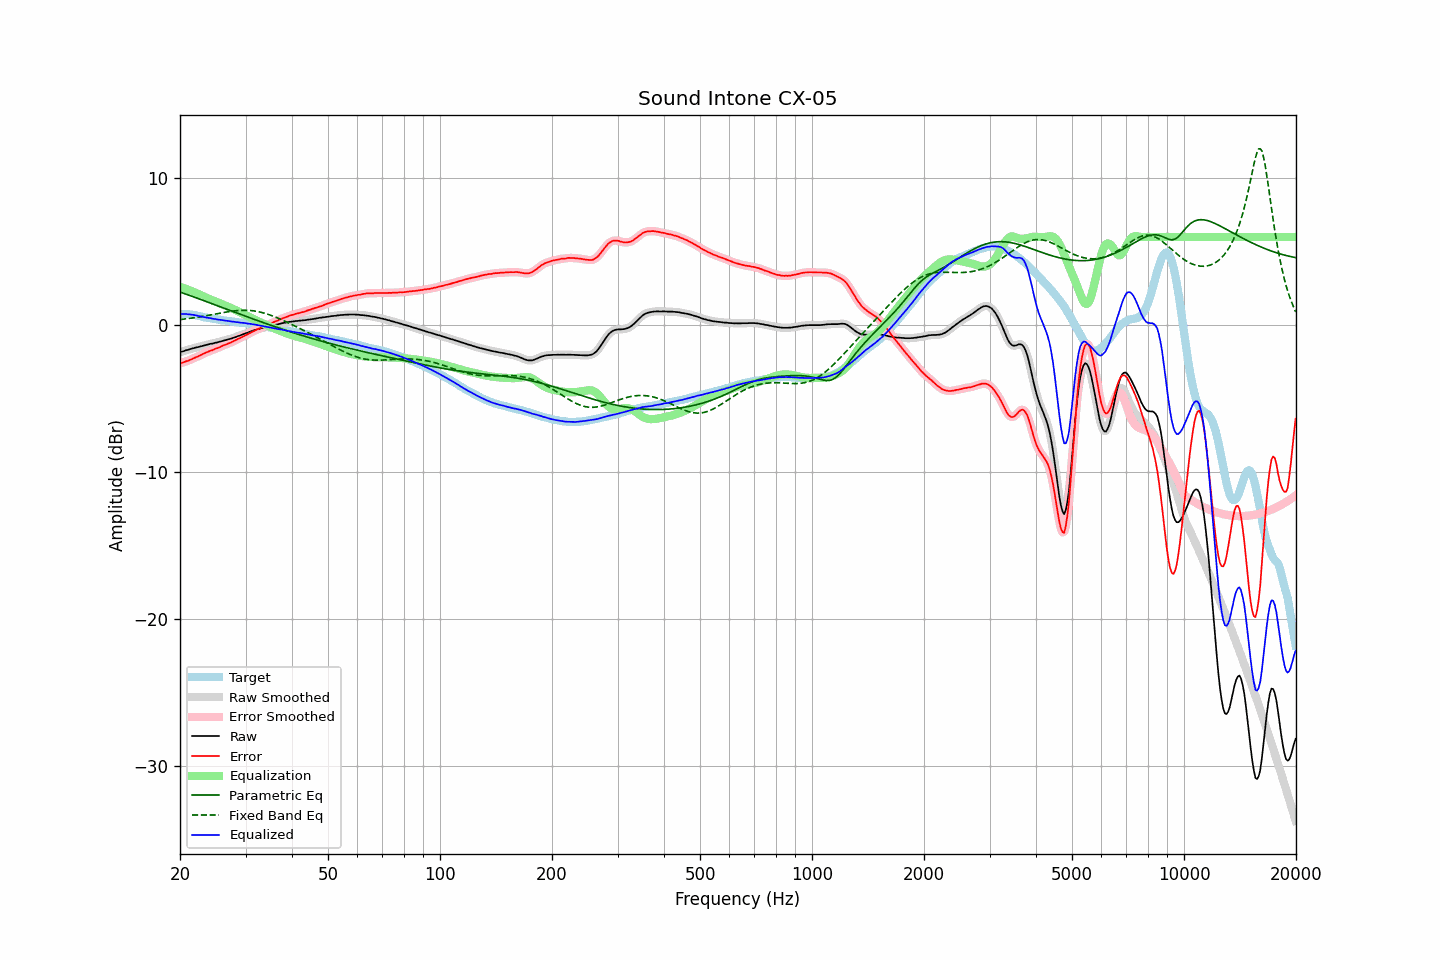 Sound Intone CX-05
10
0
−10
−20
−30
Amplitude (dBr)
Target
Raw Smoothed
Error Smoothed
Raw
Error
Equalization
Parametric Eq
Fixed Band Eq
Equalized
20
50
100
200
500
1000
2000
5000
10000
20000
Frequency (Hz)